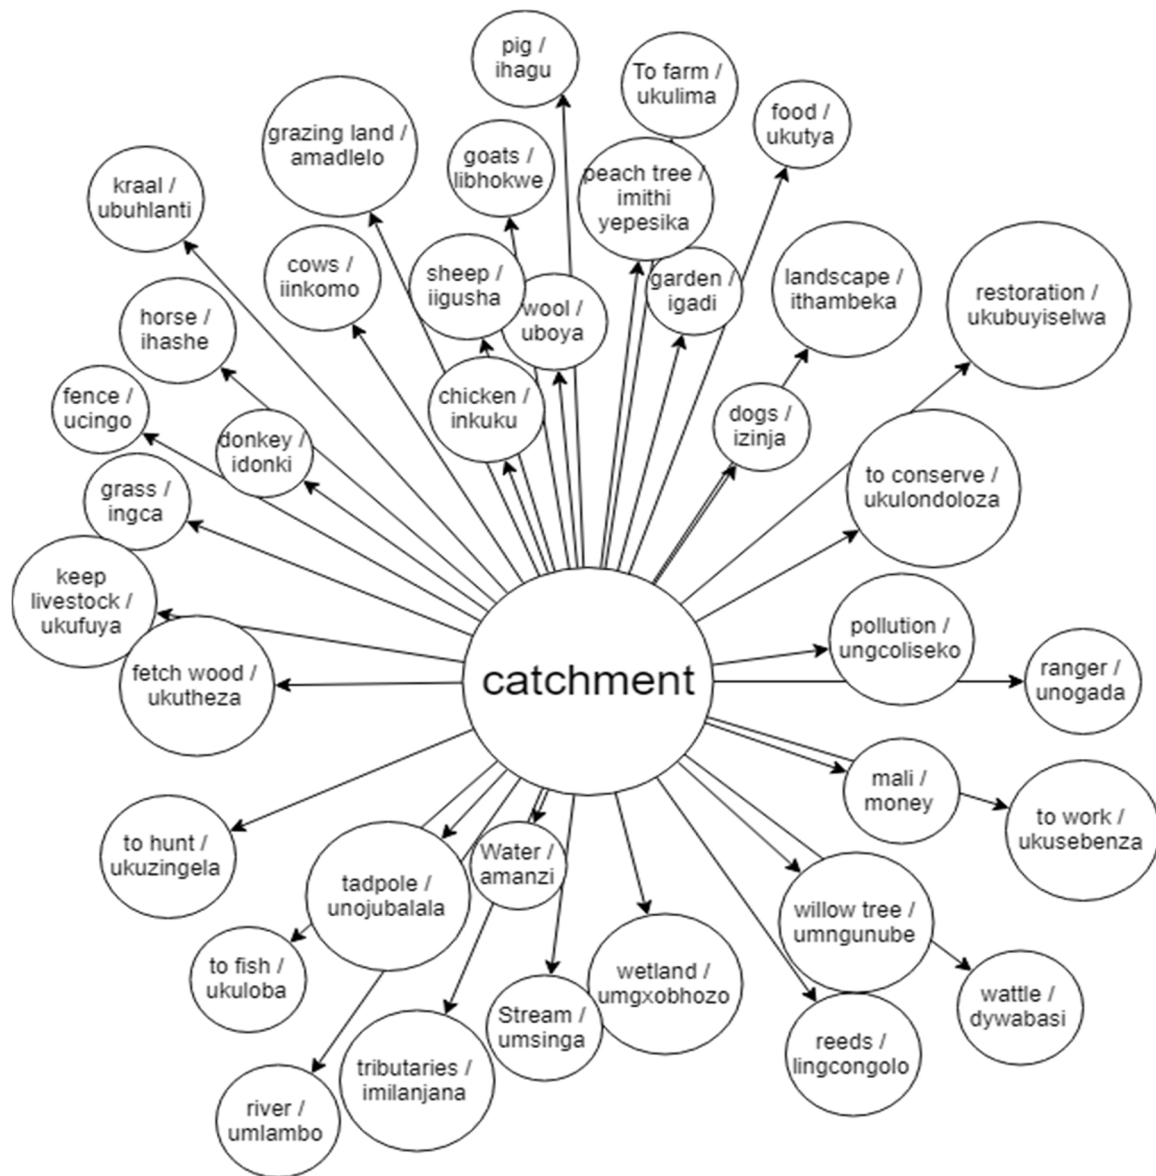 pig /
ihagu
To farm /
ukulima
food /
ukutya
grazing land /
amadlelo
goats /
libhokwe
peach tree /
imithi
yepesika
kraal /
ubuhlanti
cows /
iinkomo
sheep /
iigusha
wool /
uboya
garden /
igadi
landscape /
ithambeka
restoration /
ukubuyiselwa
horse /
ihashe
fence /
ucingo
donkey /
idonki
chicken /
inkuku
dogs /
izinja
grass /
ingca
to conserve /
ukulondoloza
keep
livestock /
ukufuya
fetch wood /
ukutheza
catchment
pollution /
ungcoliseko
ranger /
unogada
mali /
money
to work /
ukusebenza
to hunt /
ukuzingela
tadpole /
unojubalala
Water /
amanzi
willow tree /
umngunube
to fish /
ukuloba
wetland /
umgxobhozo
wattle /
dywabasi
Stream /
umsinga
reeds /
lingcongolo
tributaries /
imilanjana
river /
umlambo